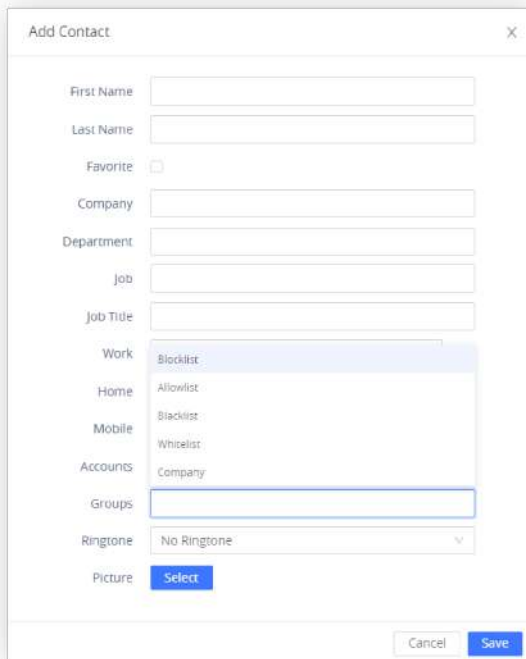 Add Contact
First Name
Last Name
Favorite
Company
Department
Job
Job Title
Work
Blocklist
Home
Allowlist
Mobile
Blacklist
Whitelist
Accounts
Company
Groups
Ringtone No Ringtone
Picture Select
Cancel Save